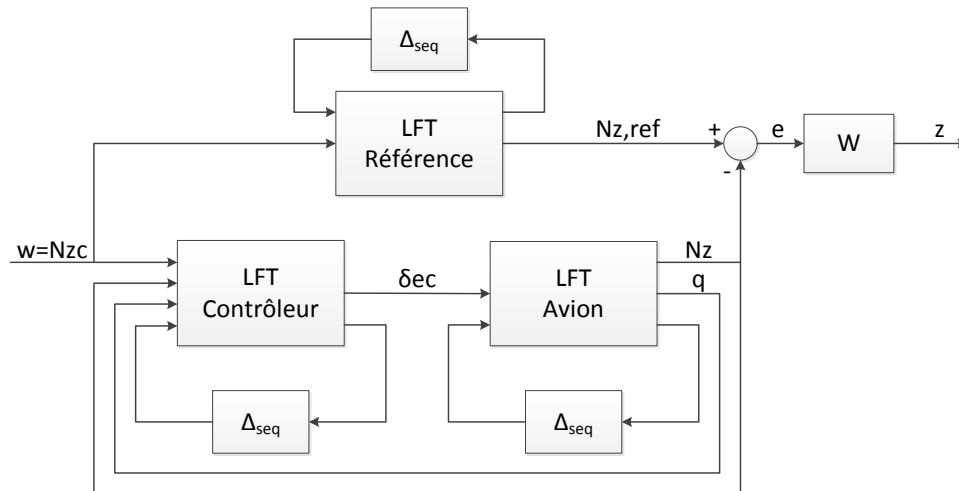 Δseq
LFT
Référence
Nz,ref
+
-
e
W
z
w=Nzc
LFT
Contrôleur
δec
LFT
Avion
Nz
q
Δseq
Δseq